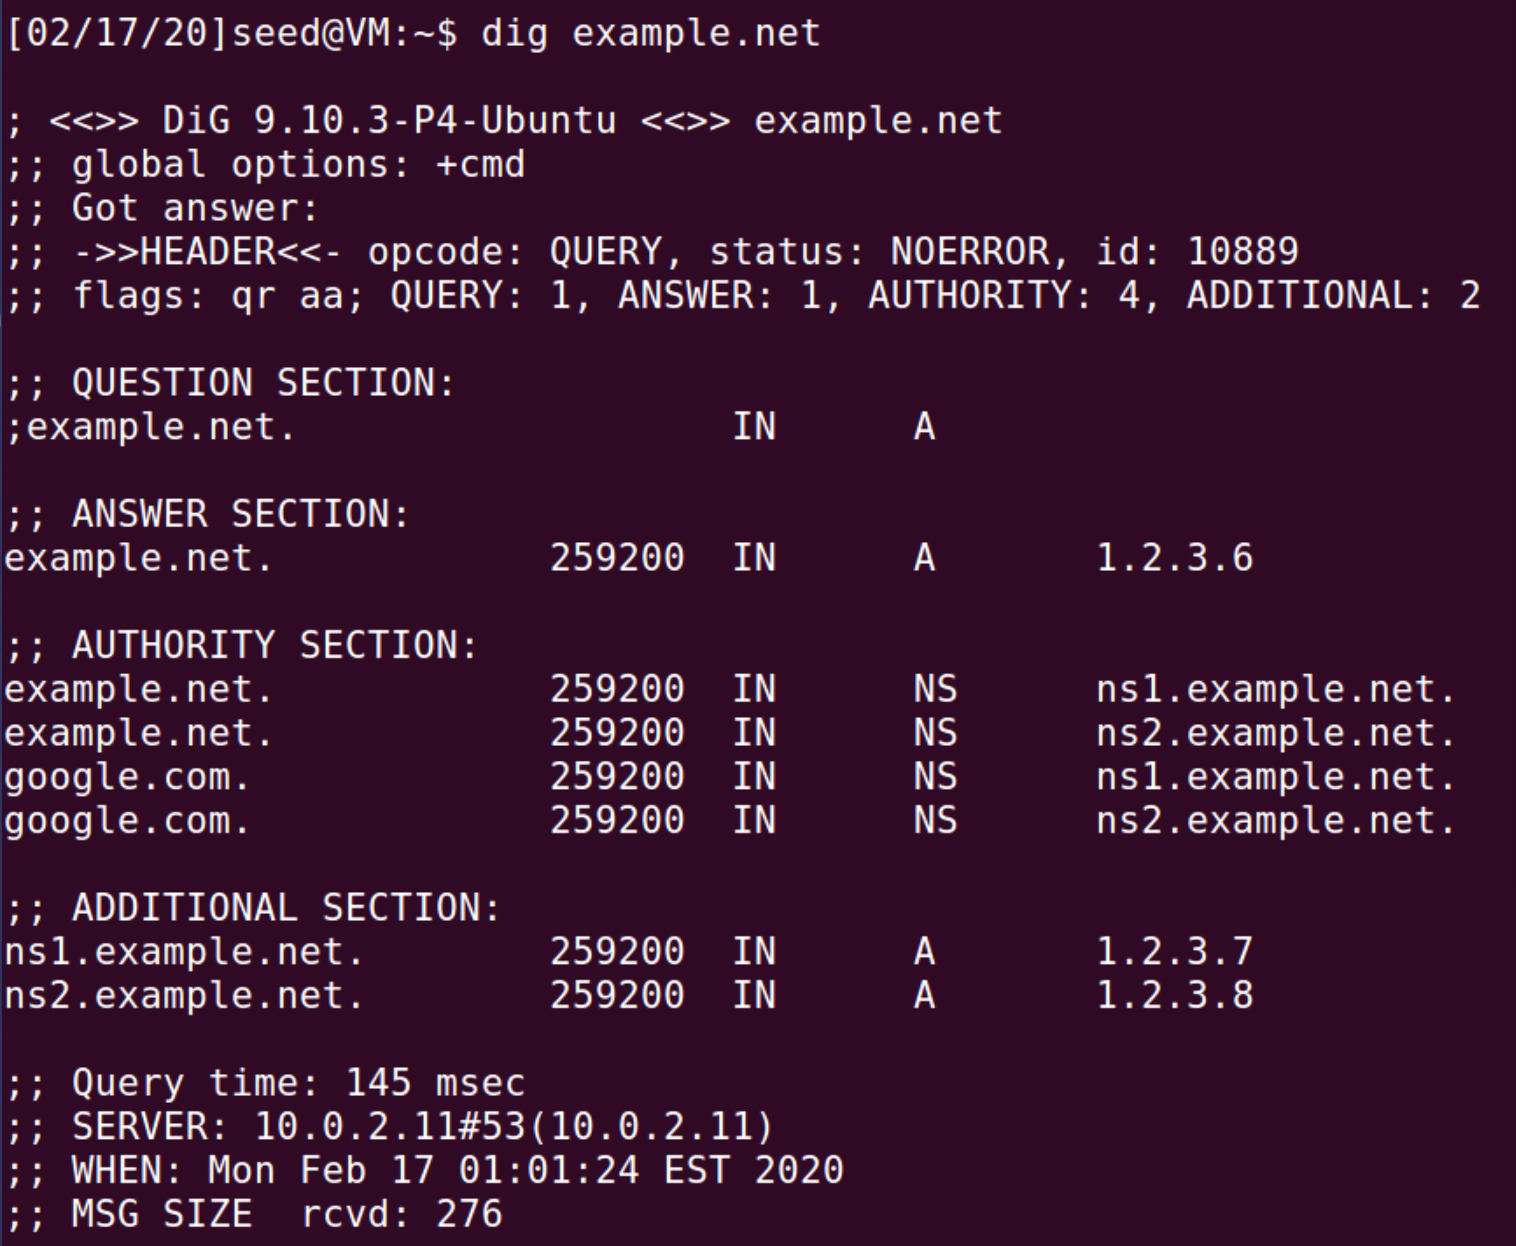 [02/17/20]seed@VM:~$ dig example.net
; <<>> DiG 9.10.3-P4-Ubuntu <<>> example.net
;; global options: +cmd
;; Got answer:
;; ->>HEADER<<- opcode: QUERY, status: NOERROR, id: 10889
;; flags: qr aa; QUERY: 1, ANSWER: 1, AUTHORITY: 4, ADDITIONAL: 2
;; QUESTION SECTION:
;example.net. IN A
;; ANSWER SECTION:
example.net. 259200 IN A 1.2.3.6
;; AUTHORITY SECTION:
example.net. 259200 IN NS ns1.example.net.
example.net. 259200 IN NS ns2.example.net.
google.com. 259200 IN NS ns1.example.net.
google.com. 259200 IN NS ns2.example.net.
;; ADDITIONAL SECTION:
ns1.example.net. 259200 IN A 1.2.3.7
ns2.example.net. 259200 IN A 1.2.3.8
;; Query time: 145 msec
;; SERVER: 10.0.2.11#53(10.0.2.11)
;; WHEN: Mon Feb 17 01:01:24 EST 2020
;; MSG SIZE  rcvd: 276